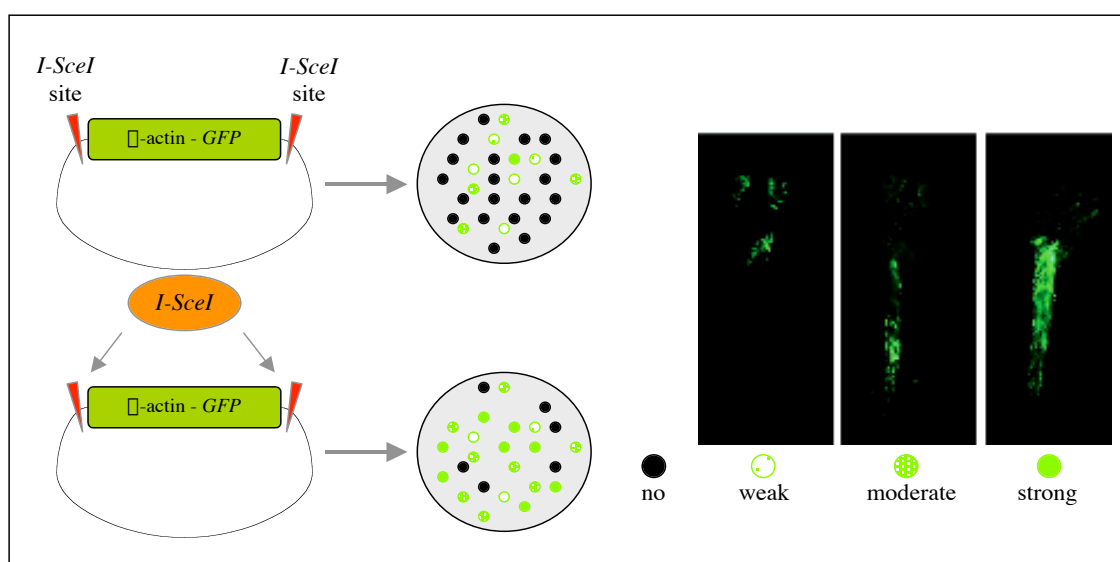 I-SceI
site
I-SceI
site
▯-actin - GFP
I-SceI
▯-actin - GFP
no
weak
moderate
strong